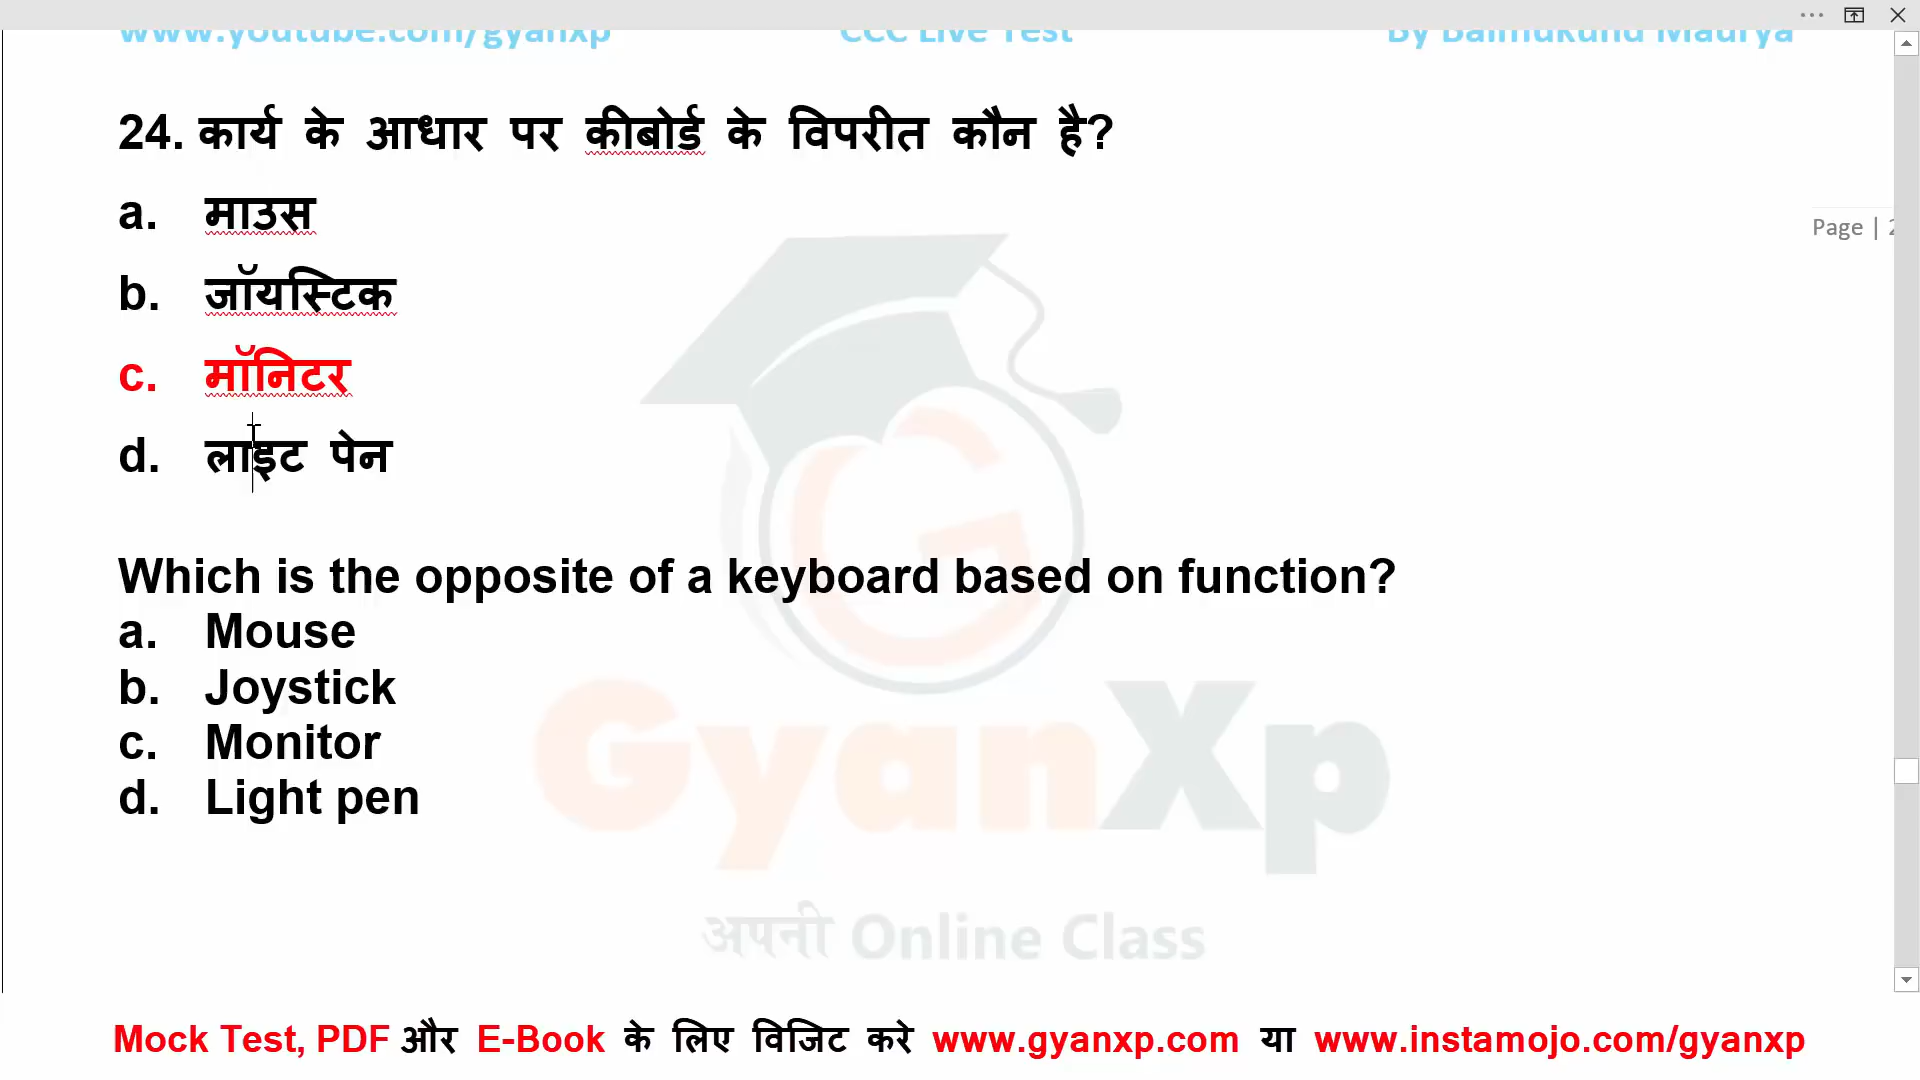 www.youtube.com/gyanxp CCC Live Test By Balmukund Maurya
24. कार्य के आधार पर कीबोर्ड के विपरीत कौन है?
a. माउस
Page | 2
b. जॉयस्टिक
c. मॉनिटर
d. लाइट पेन
Which is the opposite of a keyboard based on function?
a. Mouse
b. Joystick
c. Monitor
d. Light pen
GyanXp
अपनी Online Class
Mock Test, PDF और E-Book के लिए विजिट करे www.gyanxp.com या www.instamojo.com/gyanxp